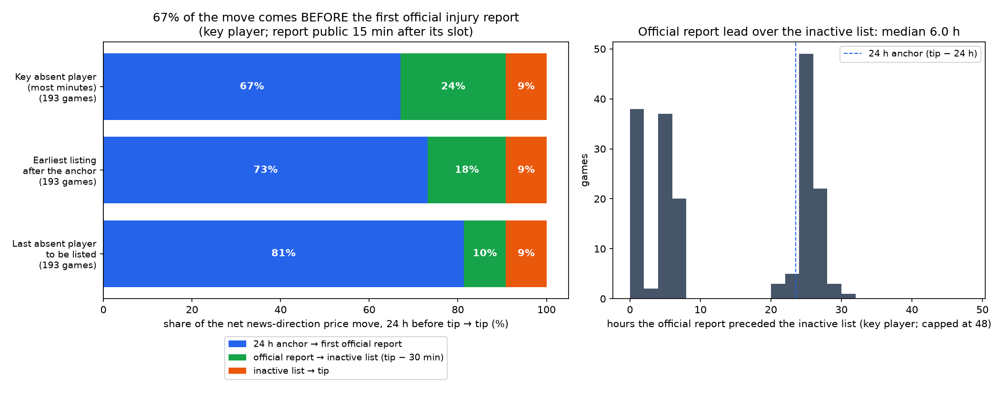 67% of the move comes BEFORE the first official injury report
(key player; report public 15 min after its slot)
Key absent player
(most minutes)
(193 games)
67%
24%
9%
Earliest listing
after the anchor
(193 games)
73%
18%
9%
Last absent player
to be listed
(193 games)
81%
10%
9%
0 20 40 60 80 100
share of the net news-direction price move, 24 h before tip → tip (%)
24 h anchor → first official report
official report → inactive list (tip − 30 min)
inactive list → tip
Official report lead over the inactive list: median 6.0 h
24 h anchor (tip − 24 h)
games
50
40
30
20
10
0
0 10 20 30 40 50
hours the official report preceded the inactive list (key player; capped at 48)